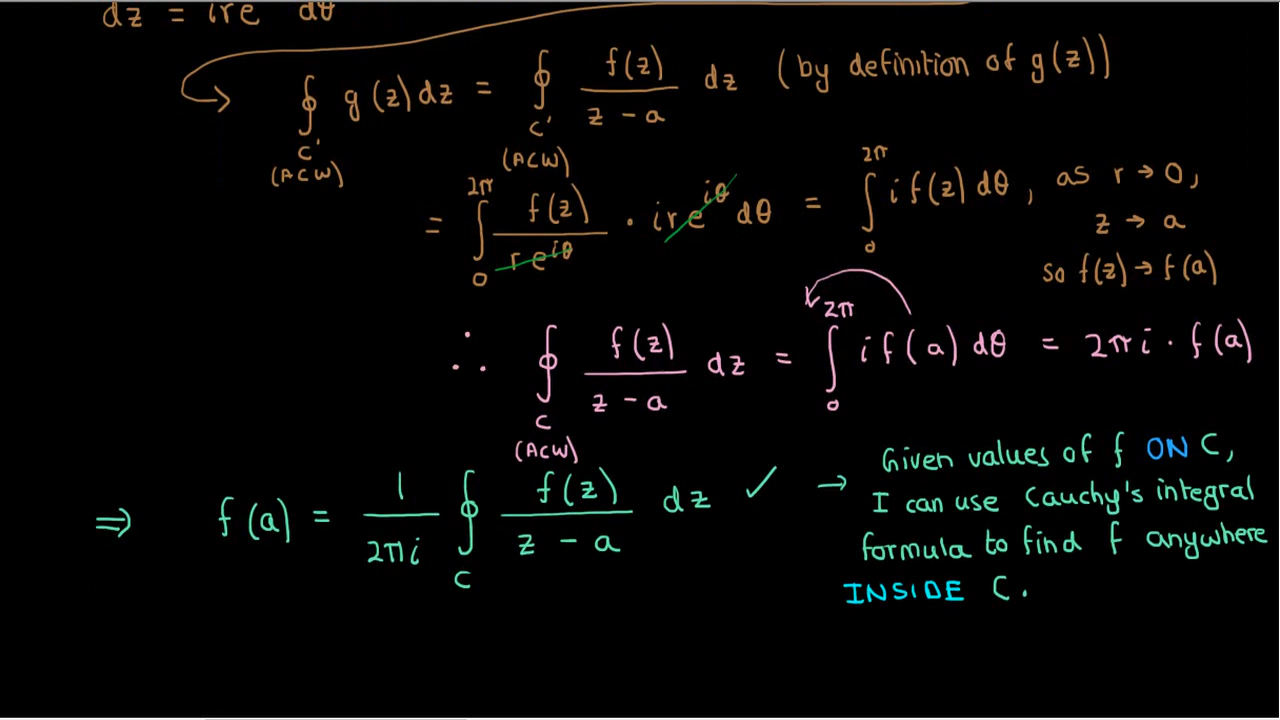 dz = ire dθ
∮ g(z)dz = ∮ f(z)/(z - a) dz (by definition of g(z))
C' (ACW) C' (ACW)
= ∫₀^2π f(z)/(re^iθ) · ire^iθ dθ = ∫₀^2π i f(z) dθ, as r → 0,
z → a
so f(z) → f(a)
∴ ∮ f(z)/(z - a) dz = ∫₀^2π i f(a) dθ = 2πi · f(a)
C (ACW)
⇒ f(a) = 1/(2πi) ∮_C f(z)/(z - a) dz ✓ → Given values of f ON C,
I can use Cauchy's integral
formula to find f anywhere
INSIDE C.